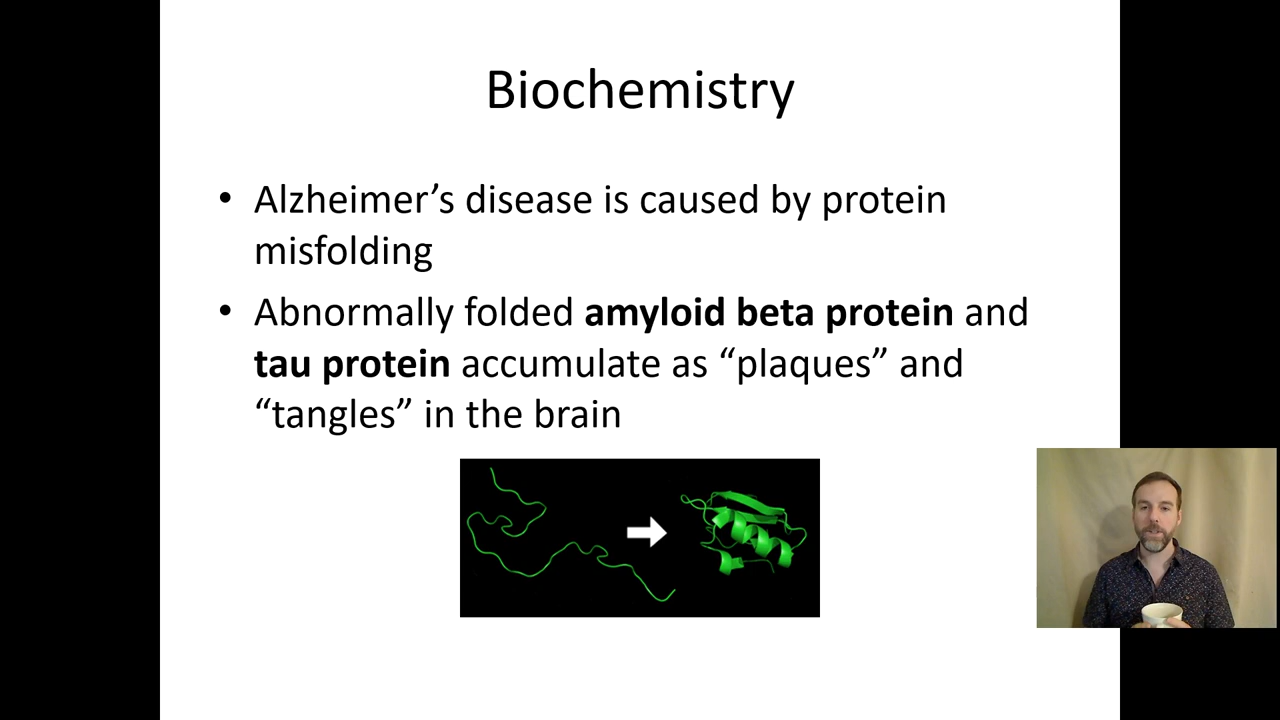 Biochemistry
• Alzheimer’s disease is caused by protein
misfolding
• Abnormally folded amyloid beta protein and
tau protein accumulate as “plaques” and
“tangles” in the brain